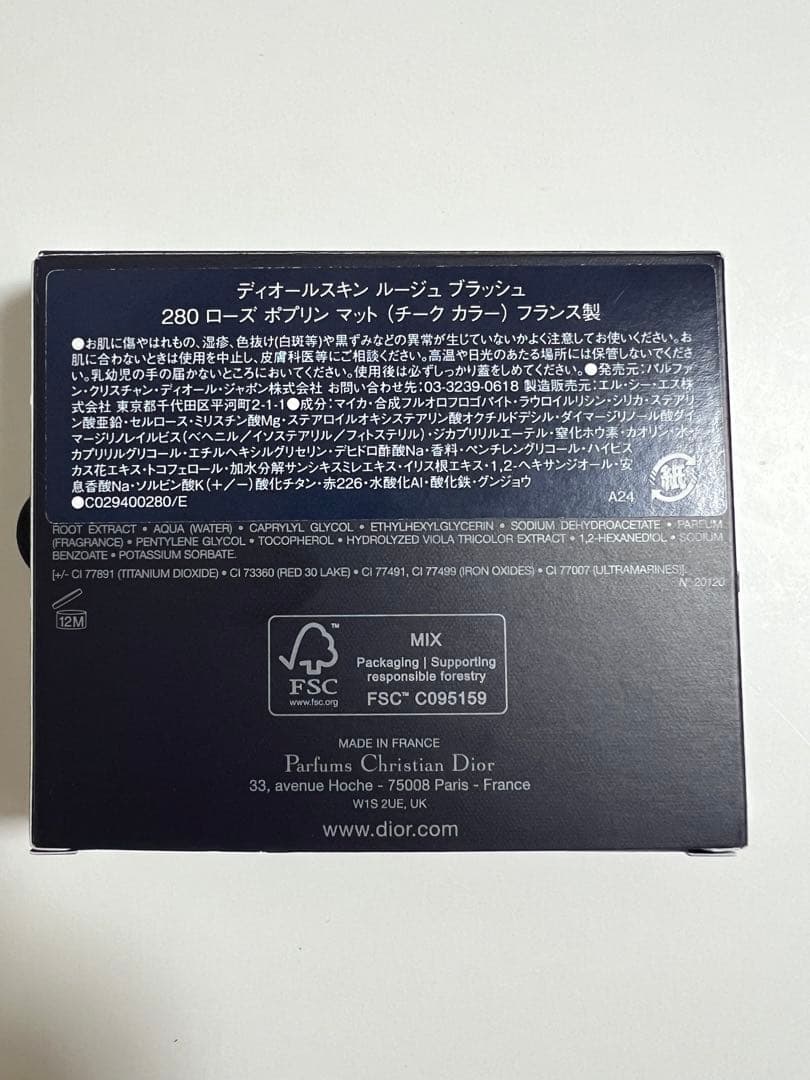 ディオールスキン ルージュ ブラッシュ
280 ローズ ポプリン マット (チーク カラー) フランス製
●お肌に傷やはれもの、湿疹、色抜け(白斑等)や黒ずみなどの異常が生じていないかよく注意してお使いください。お
肌に合わないときは使用を中止し、皮膚科医等にご相談ください。高温や日光のあたる場所には保管しないでくださ
い。乳幼児の手の届かないところにおいてください。使用後は必ずしっかり蓋をしめてください。●発売元:パルファ
ン・クリスチャン・ディオール・ジャポン株式会社 お問い合わせ先:03-3239-0618 製造販売元:エル・シー・エス株
式会社 東京都千代田区平河町2-1-1●成分:マイカ・合成フルオロフロゴパイト・ラウロイルリシン・シリカ・ステアリ
ン酸亜鉛・セルロース・ミリスチン酸Mg・ステアロイルオキシステアリン酸オクチルドデシル・ダイマージリノール酸ダイ
マージリノレイルビス(ベヘニル/イソステアリル/フィトステリル)・ジカプリリルエーテル・窒化ホウ素・カオリン・水・
カプリリルグリコール・エチルヘキシルグリセリン・デヒドロ酢酸Na・香料・ペンチレングリコール・ハイビス
カス花エキス・トコフェロール・加水分解サンシキスミレエキス・イリス根エキス・1,2-ヘキサンジオール・安
息香酸Na・ソルビン酸K(+/-)酸化チタン・赤226・水酸化Al・酸化鉄・グンジョウ
●C029400280/E
A24
紙
ROOT EXTRACT • AQUA (WATER) • CAPRYLYL GLYCOL • ETHYLHEXYLGLYCERIN • SODIUM DEHYDROACETATE • PARFUM
(FRAGRANCE) • PENTYLENE GLYCOL • TOCOPHEROL • HYDROLYZED VIOLA TRICOLOR EXTRACT • 1,2-HEXANEDIOL • SODIUM
BENZOATE • POTASSIUM SORBATE.
[+/- CI 77891 (TITANIUM DIOXIDE) • CI 73360 (RED 30 LAKE) • CI 77491, CI 77499 (IRON OXIDES) • CI 77007 (ULTRAMARINES)].
N° 20120
12M
FSC™
www.fsc.org
MIX
Packaging | Supporting
responsible forestry
FSC™ C095159
MADE IN FRANCE
Parfums Christian Dior
33, avenue Hoche - 75008 Paris - France
W1S 2UE, UK
www.dior.com